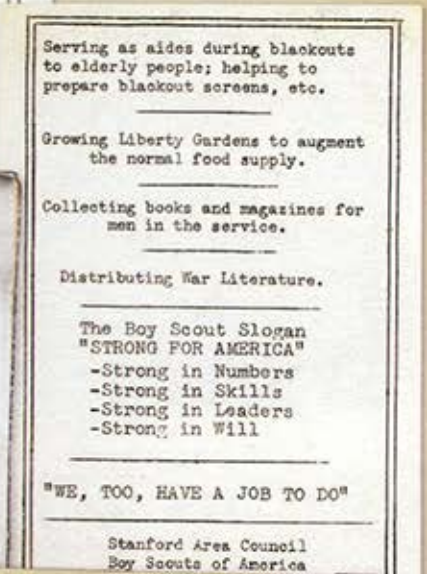 Serving as aides during blackouts
to elderly people; helping to
prepare blackout screens, etc.
Growing Liberty Gardens to augment
the normal food supply.
Collecting books and magazines for
men in the service.
Distributing War Literature.
The Boy Scout Slogan
"STRONG FOR AMERICA"
-Strong in Numbers
-Strong in Skills
-Strong in Leaders
-Strong in Will
"WE, TOO, HAVE A JOB TO DO"
Stanford Area Council
Boy Scouts of America